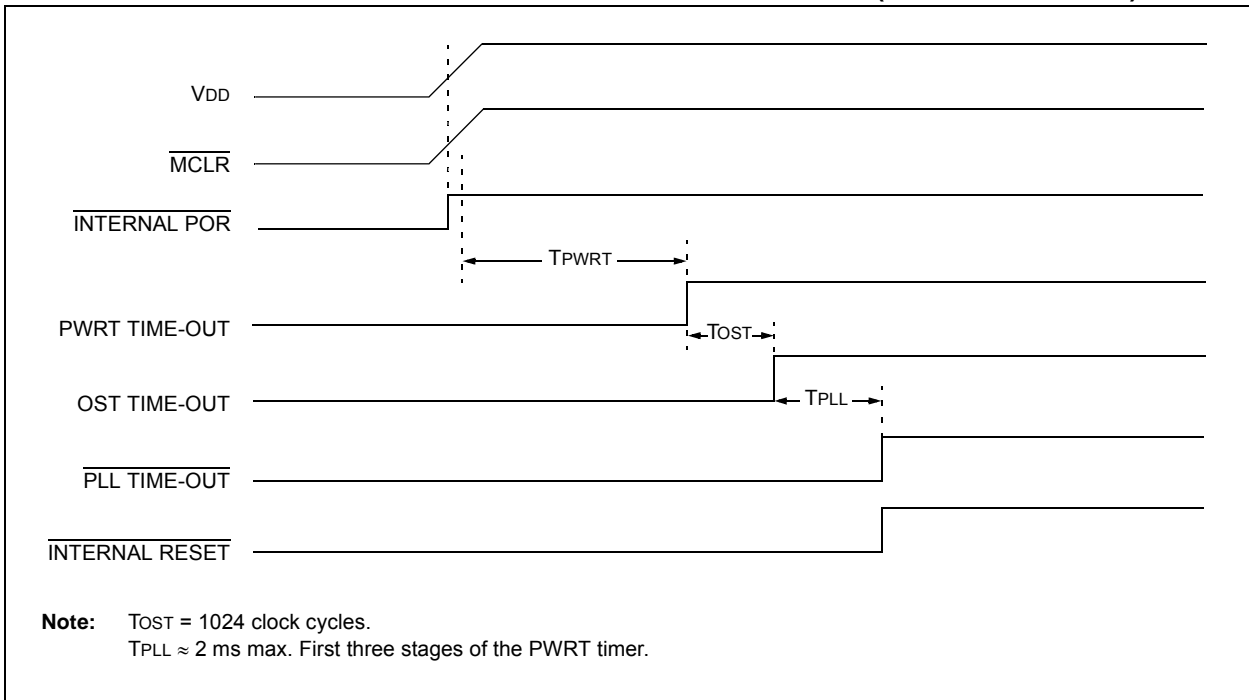 VDD
MCLR
INTERNAL POR
TPWRT
PWRT TIME-OUT
TOST
OST TIME-OUT
TPLL
PLL TIME-OUT
INTERNAL RESET
Note: TOST = 1024 clock cycles.
TPLL ≈ 2 ms max. First three stages of the PWRT timer.